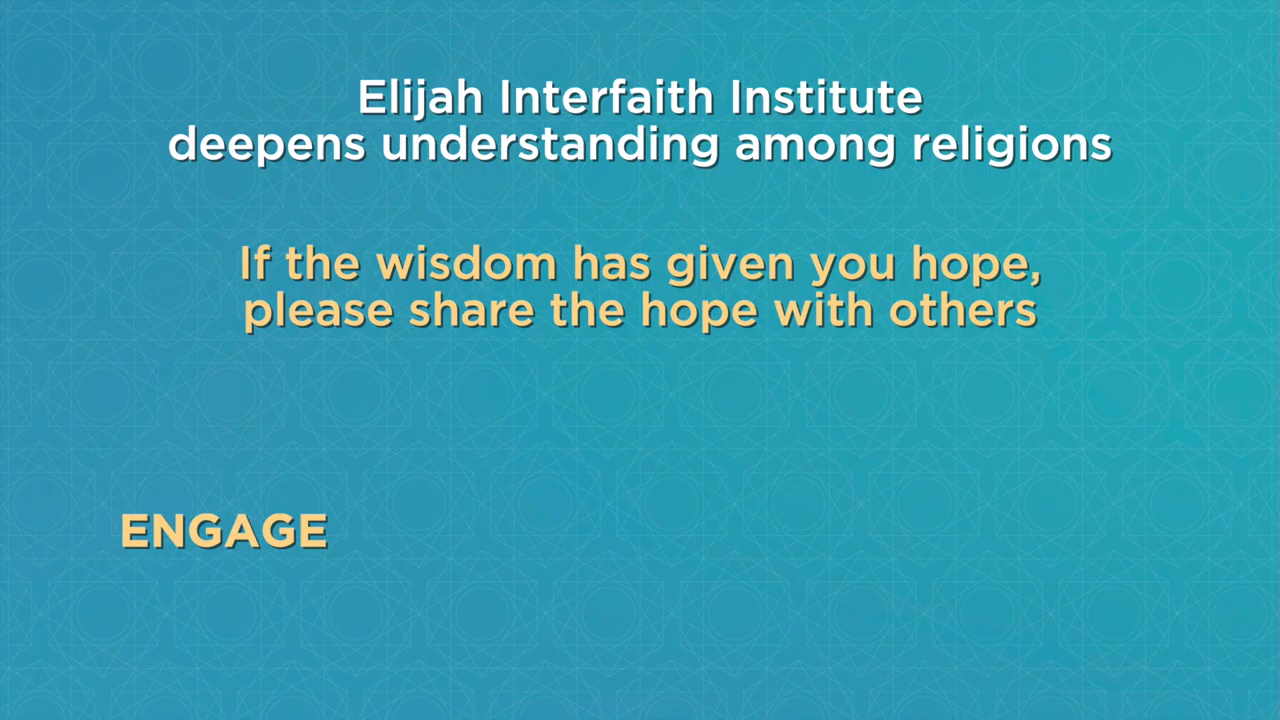 Elijah Interfaith Institute
deepens understanding among religions
If the wisdom has given you hope,
please share the hope with others
ENGAGE